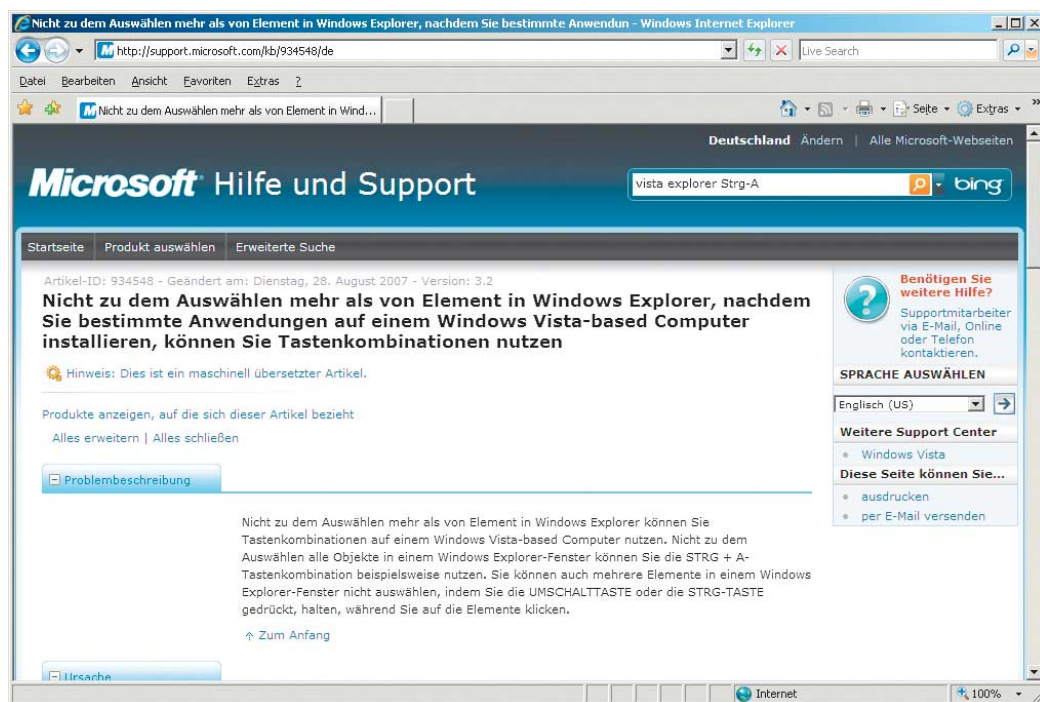 Nicht zu dem Auswählen mehr als von Element in Windows Explorer, nachdem Sie bestimmte Anwendun - Windows Internet Explorer
http://support.microsoft.com/kb/934548/de
Live Search
Datei Bearbeiten Ansicht Favoriten Extras ?
Nicht zu dem Auswählen mehr als von Element in Wind...
Seite Extras
Deutschland Ändern | Alle Microsoft-Webseiten
Microsoft Hilfe und Support
vista explorer Strg-A
bing
Startseite Produkt auswählen Erweiterte Suche
Artikel-ID: 934548 - Geändert am: Dienstag, 28. August 2007 - Version: 3.2
Nicht zu dem Auswählen mehr als von Element in Windows Explorer, nachdem
Sie bestimmte Anwendungen auf einem Windows Vista-based Computer
installieren, können Sie Tastenkombinationen nutzen
Hinweis: Dies ist ein maschinell übersetzter Artikel.
Produkte anzeigen, auf die sich dieser Artikel bezieht
Alles erweitern | Alles schließen
Problembeschreibung
Nicht zu dem Auswählen mehr als von Element in Windows Explorer können Sie
Tastenkombinationen auf einem Windows Vista-based Computer nutzen. Nicht zu dem
Auswählen alle Objekte in einem Windows Explorer-Fenster können Sie die STRG + A-
Tastenkombination beispielsweise nutzen. Sie können auch mehrere Elemente in einem Windows
Explorer-Fenster nicht auswählen, indem Sie die UMSCHALTTASTE oder die STRG-TASTE
gedrückt, halten, während Sie auf die Elemente klicken.
Zum Anfang
Ursache
Benötigen Sie
weitere Hilfe?
Supportmitarbeiter
via E-Mail, Online
oder Telefon
kontaktieren.
SPRACHE AUSWÄHLEN
Englisch (US)
Weitere Support Center
Windows Vista
Diese Seite können Sie...
ausdrucken
per E-Mail versenden
Internet
100%